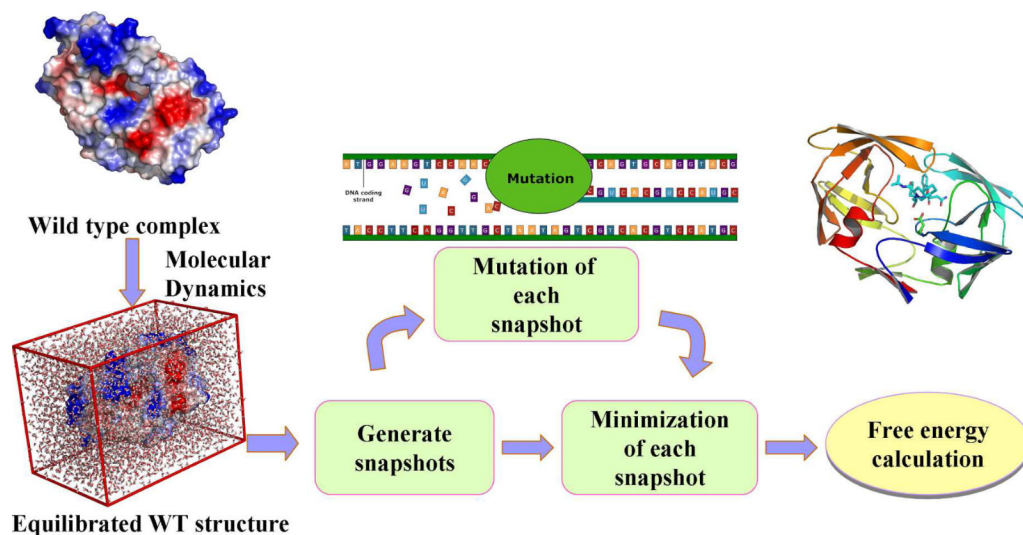 Wild type complex
Molecular
Dynamics
Equilibrated WT structure
DNA coding
strand
Mutation
Mutation of
each
snapshot
Generate
snapshots
Minimization
of each
snapshot
Free energy
calculation